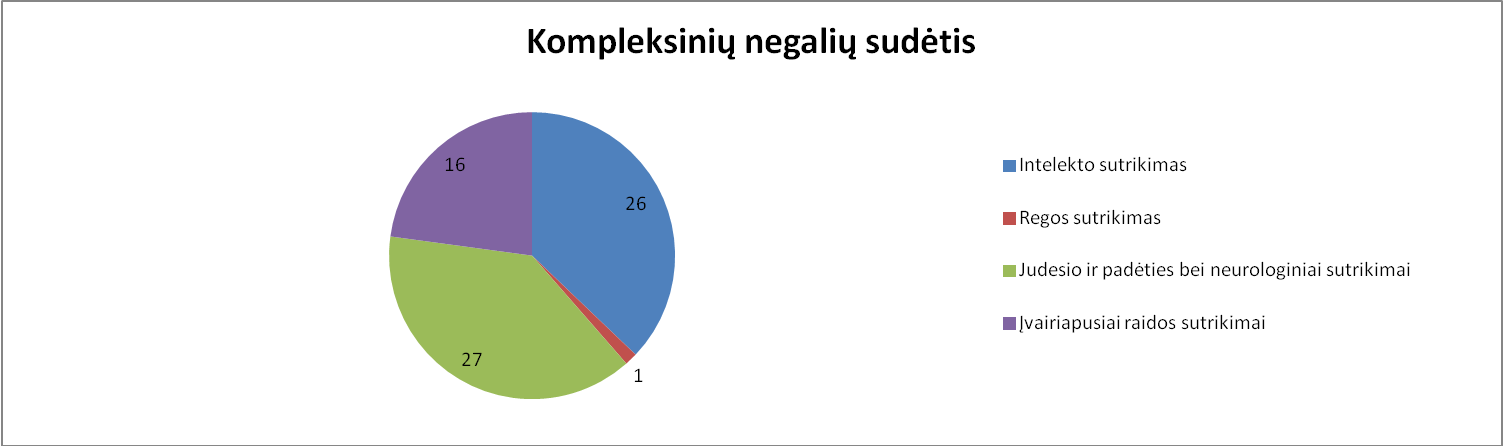 Kompleksinių negalių sudėtis
16
26
27
1
Intelekto sutrikimas
Regos sutrikimas
Judesio ir padėties bei neurologiniai sutrikimai
Įvairiapusiai raidos sutrikimai